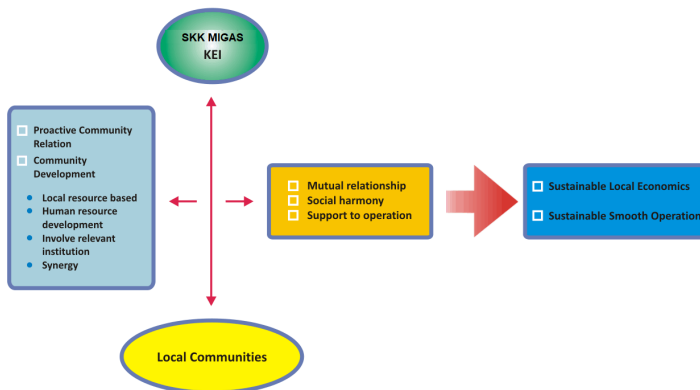 SKK MIGAS
KEI
Proactive Community
Relation
Community
Development
Local resource based
Human resource
development
Involve relevant
institution
Synergy
Mutual relationship
Social harmony
Support to operation
Sustainable Local Economics
Sustainable Smooth Operation
Local Communities